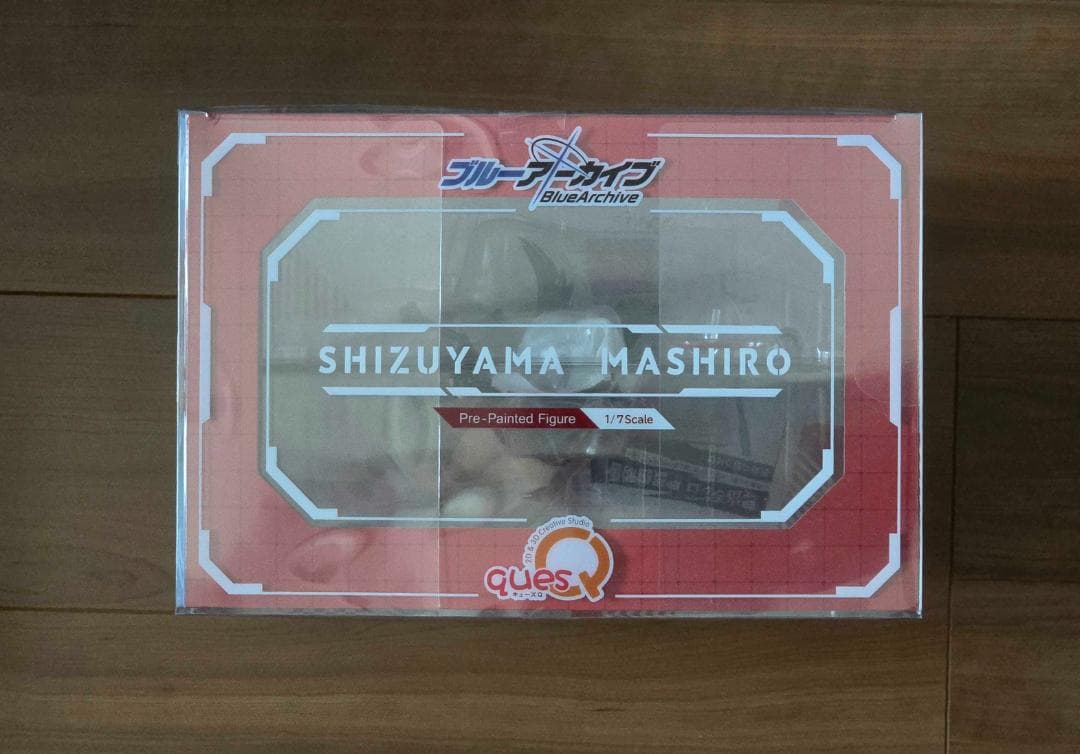 ブルーアーカイブ
BlueArchive
SHIZUYAMA MASHIRO
Pre-Painted Figure 1/7Scale
2D & 3D Creative Studio
quesQ
キューズQ